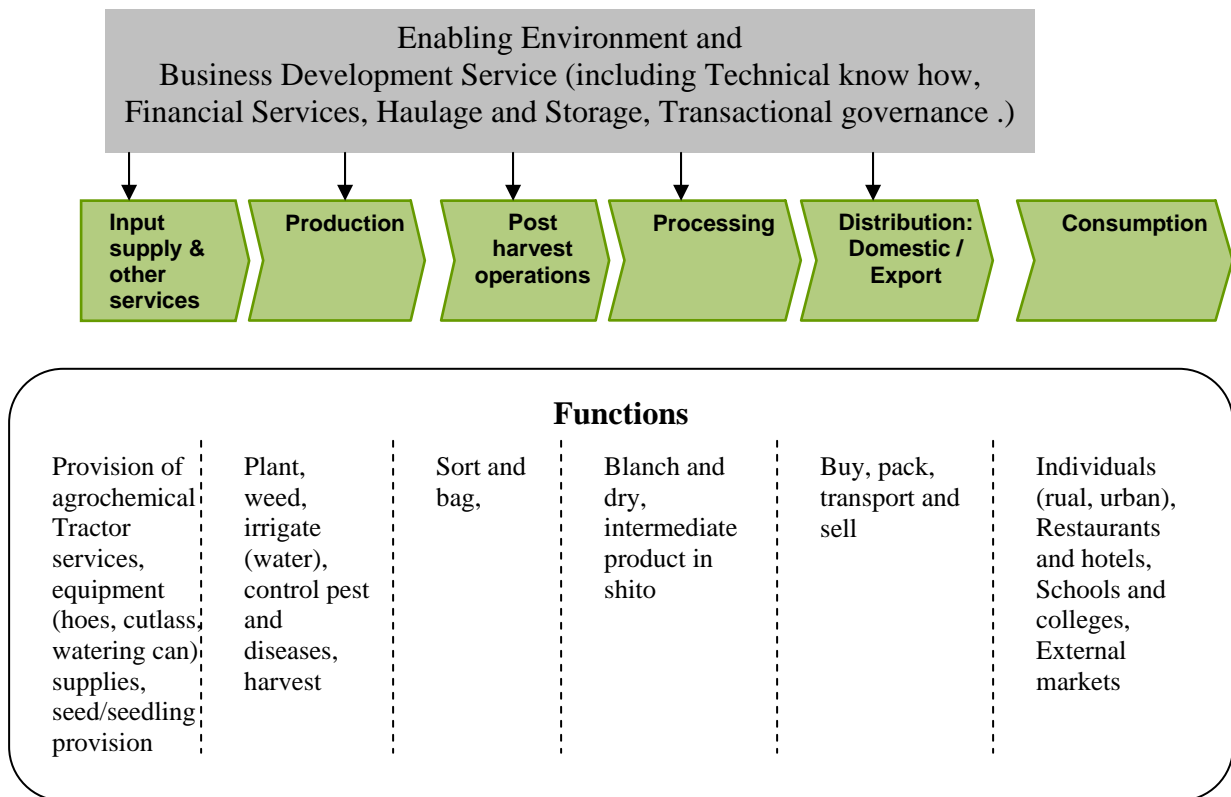 Enabling Environment and
Business Development Service (including Technical know how,
Financial Services, Haulage and Storage, Transactional governance .)
Input
supply &
other
services
Production
Post
harvest
operations
Processing
Distribution:
Domestic /
Export
Consumption
Functions
Provision of
agrochemical
Tractor
services,
equipment
(hoes, cutlass,
watering can)
supplies,
seed/seedling
provision
Plant,
weed,
irrigate
(water),
control pest
and
diseases,
harvest
Sort and
bag,
Blanch and
dry,
intermediate
product in
shito
Buy, pack,
transport and
sell
Individuals
(rual, urban),
Restaurants
and hotels,
Schools and
colleges,
External
markets